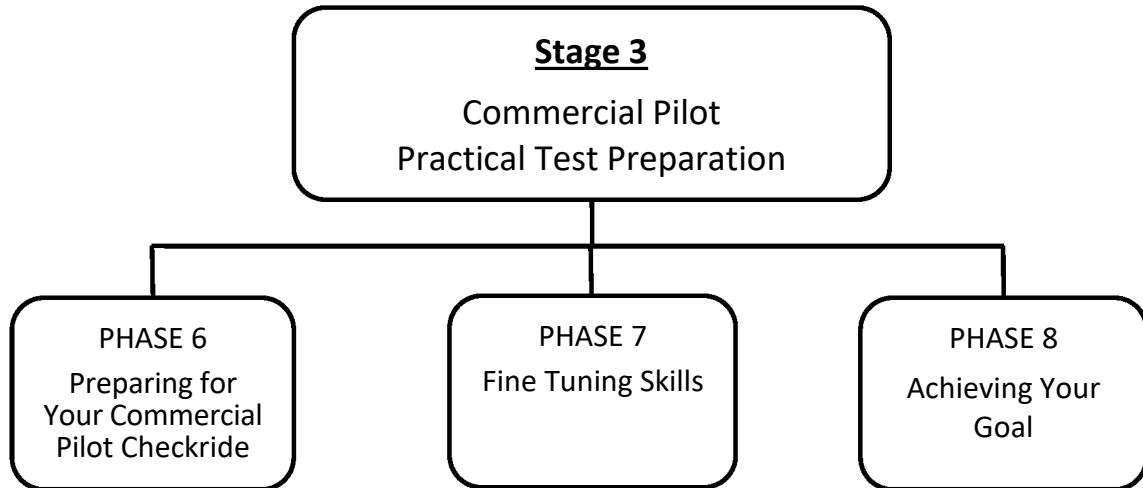 Stage 3
Commercial Pilot
Practical Test Preparation
PHASE 6
Preparing for
Your Commercial
Pilot Checkride
PHASE 7
Fine Tuning Skills
PHASE 8
Achieving Your
Goal